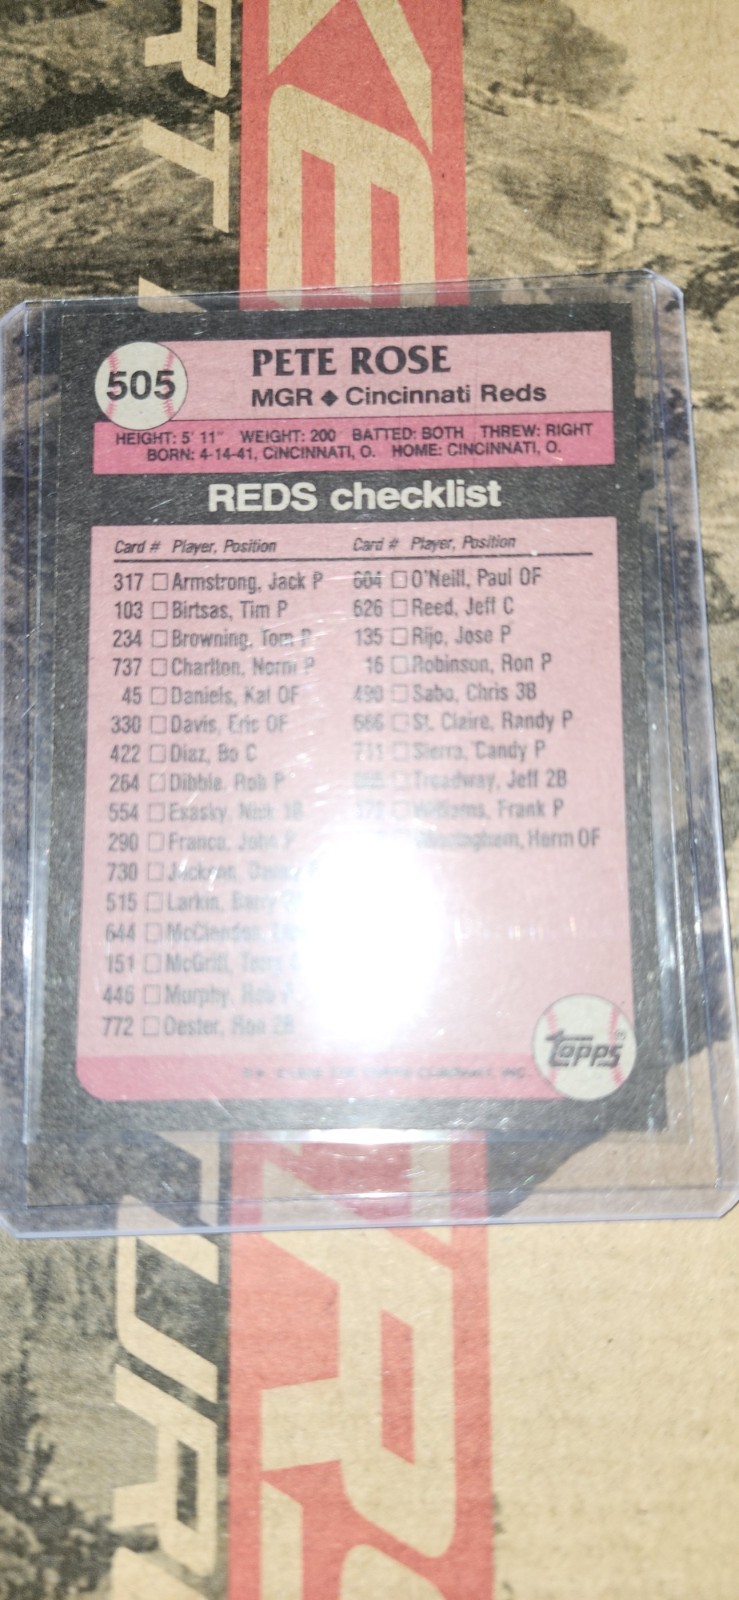 505
PETE ROSE
MGR ◆ Cincinnati Reds
HEIGHT: 5' 11" WEIGHT: 200 BATTED: BOTH THREW: RIGHT
BORN: 4-14-41, CINCINNATI, O. HOME: CINCINNATI, O.
REDS checklist
Card # Player, Position
317 □ Armstrong, Jack P
103 □ Birtsas, Tim P
234 □ Browning, Tom P
737 □ Charlton, Norm P
45 □ Daniels, Kal OF
330 □ Davis, Eric OF
422 □ Diaz, Bo C
264 □ Dibble, Rob P
554 □ Esasky, Nick 1B
290 □ Franco, John P
730 □ Jackson,
515 □ Larkin, Barry
644 □ McClendon,
151 □ McGriff, Terry
446 □ Murphy, Rob P
772 □ Oester, Ron 2B
Card # Player, Position
604 □ O'Neill, Paul OF
626 □ Reed, Jeff C
135 □ Rijo, Jose P
16 □ Robinson, Ron P
490 □ Sabo, Chris 3B
666 □ St. Claire, Randy P
711 □ Sierra, Candy P
□ Treadway, Jeff 2B
□ Williams, Frank P
Winningham, Herm OF
Topps®